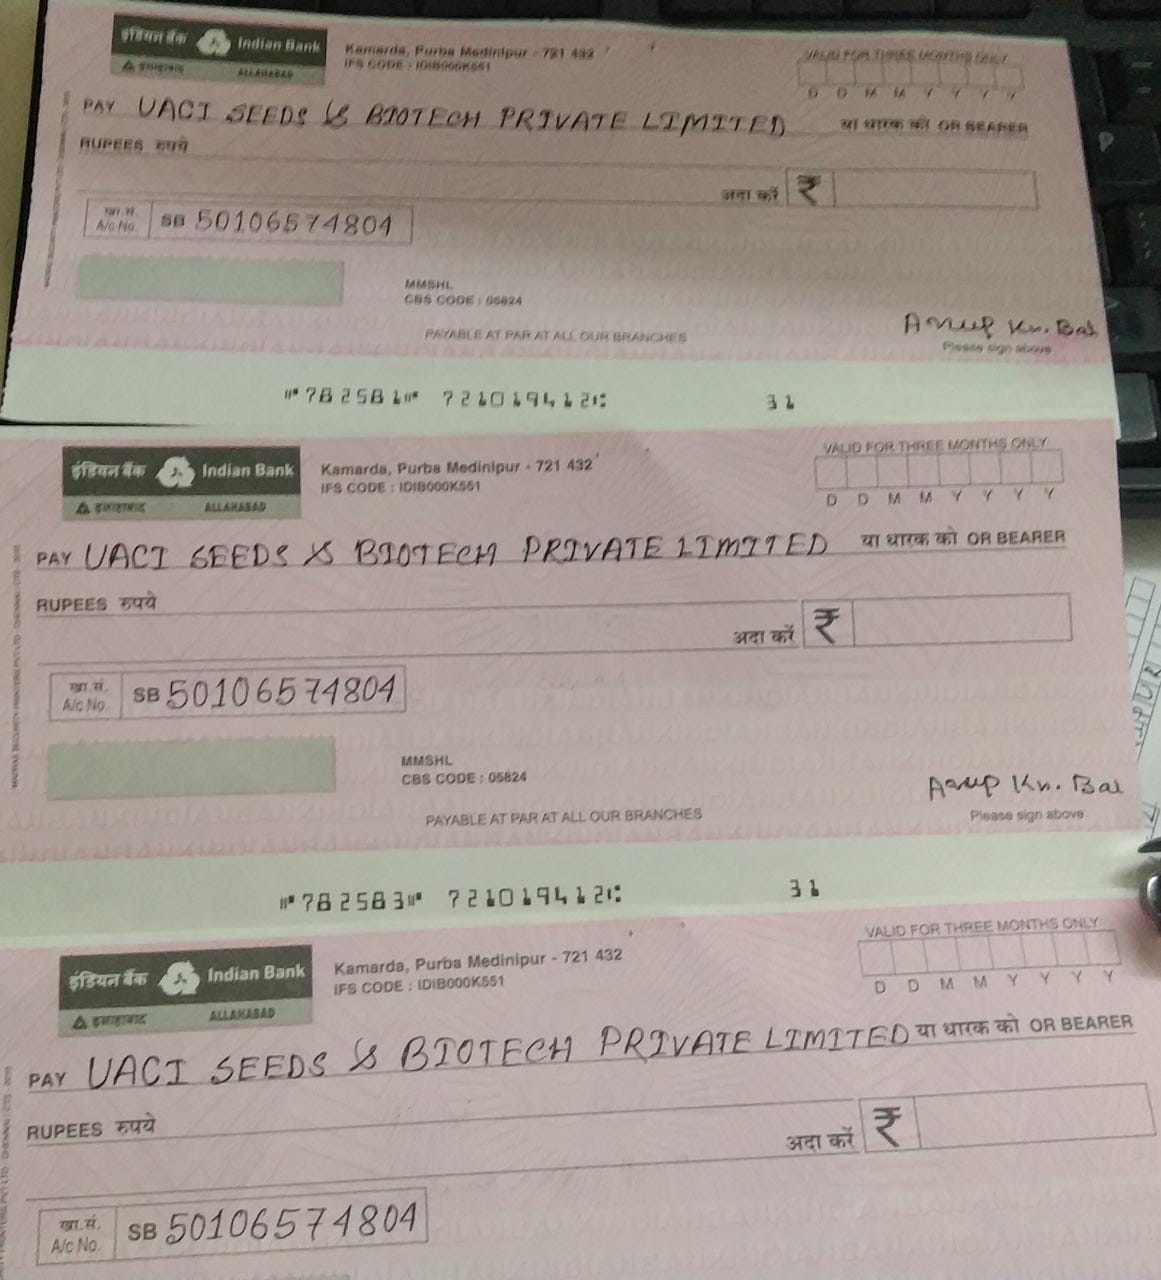 इंडियन बैंक Indian Bank
इलाहाबाद ALLAHABAD
Kamarda, Purba Medinipur - 721 432
IFS CODE : IDIB000K551
VALID FOR THREE MONTHS ONLY
D D M M Y Y Y Y
PAY UACI SEEDS & BIOTECH PRIVATE LIMITED या धारक को OR BEARER
RUPEES रुपये
अदा करें ₹
खा.सं.
A/c No. SB 50106574804
MMSHL
CBS CODE : 05824
PAYABLE AT PAR AT ALL OUR BRANCHES
Anup Kr. Bal
Please sign above
⑈782581⑈ 721019412⑆ 31
इंडियन बैंक Indian Bank
इलाहाबाद ALLAHABAD
Kamarda, Purba Medinipur - 721 432
IFS CODE : IDIB000K551
VALID FOR THREE MONTHS ONLY
D D M M Y Y Y Y
PAY UACI SEEDS & BIOTECH PRIVATE LIMITED या धारक को OR BEARER
RUPEES रुपये
अदा करें ₹
खा.सं.
A/c No. SB 50106574804
MMSHL
CBS CODE : 05824
PAYABLE AT PAR AT ALL OUR BRANCHES
Anup Kr. Bal
Please sign above
⑈782583⑈ 721019412⑆ 31
इंडियन बैंक Indian Bank
इलाहाबाद ALLAHABAD
Kamarda, Purba Medinipur - 721 432
IFS CODE : IDIB000K551
VALID FOR THREE MONTHS ONLY
D D M M Y Y Y Y
PAY UACI SEEDS & BIOTECH PRIVATE LIMITED या धारक को OR BEARER
RUPEES रुपये
अदा करें ₹
खा.सं.
A/c No. SB 50106574804